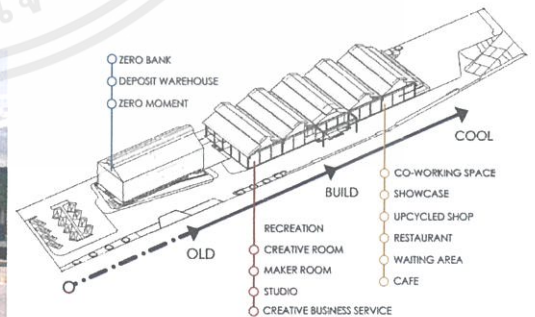 ZERO BANK
DEPOSIT WAREHOUSE
ZERO MOMENT
COOL
BUILD
OLD
RECREATION
CREATIVE ROOM
MAKER ROOM
STUDIO
CREATIVE BUSINESS SERVICE
CO-WORKING SPACE
SHOWCASE
UPCYCLED SHOP
RESTAURANT
WAITING AREA
CAFE